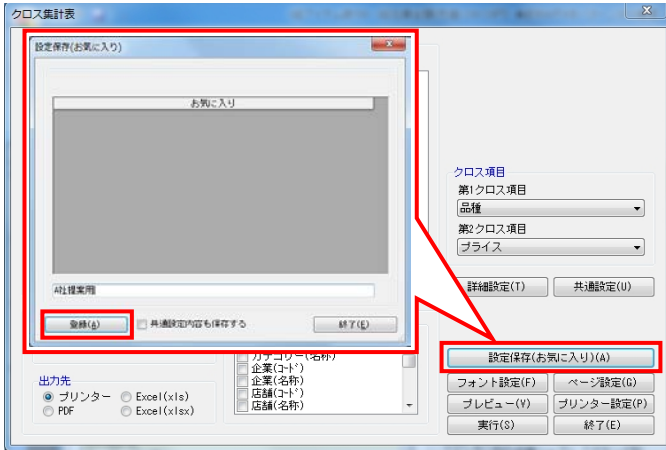 クロス集計表
設定保存(お気に入り)
お気に入り
A社提案用
登録(A)
共通設定内容も保存する
終了(E)
クロス項目
第1クロス項目
品種
第2クロス項目
プライス
詳細設定(T)
共通設定(U)
カテゴリー(名称)
企業(コード)
企業(名称)
店舗(コード)
店舗(名称)
出力先
プリンター
Excel(xls)
PDF
Excel(xlsx)
設定保存(お気に入り)(A)
フォント設定(F)
ページ設定(G)
プレビュー(V)
プリンター設定(P)
実行(S)
終了(E)